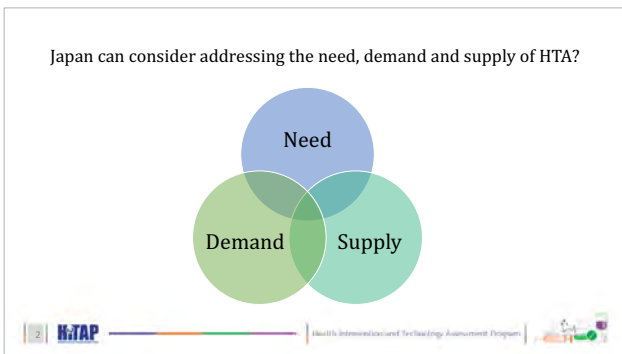 Japan can consider addressing the need, demand and supply of HTA?
Need
Demand
Supply
2
HiTAP
Health Intervention and Technology Assessment Program